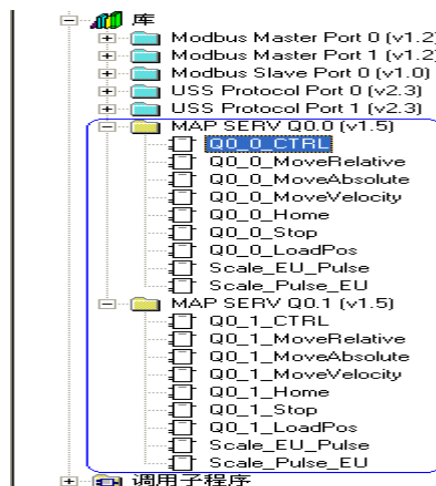 库
Modbus Master Port 0 (v1.2)
Modbus Master Port 1 (v1.2)
Modbus Slave Port 0 (v1.0)
USS Protocol Port 0 (v2.3)
USS Protocol Port 1 (v2.3)
MAP SERV Q0.0 (v1.5)
Q0_0_CTRL
Q0_0_MoveRelative
Q0_0_MoveAbsolute
Q0_0_MoveVelocity
Q0_0_Home
Q0_0_Stop
Q0_0_LoadPos
Scale_EU_Pulse
Scale_Pulse_EU
MAP SERV Q0.1 (v1.5)
Q0_1_CTRL
Q0_1_MoveRelative
Q0_1_MoveAbsolute
Q0_1_MoveVelocity
Q0_1_Home
Q0_1_Stop
Q0_1_LoadPos
Scale_EU_Pulse
Scale_Pulse_EU
调用子程序